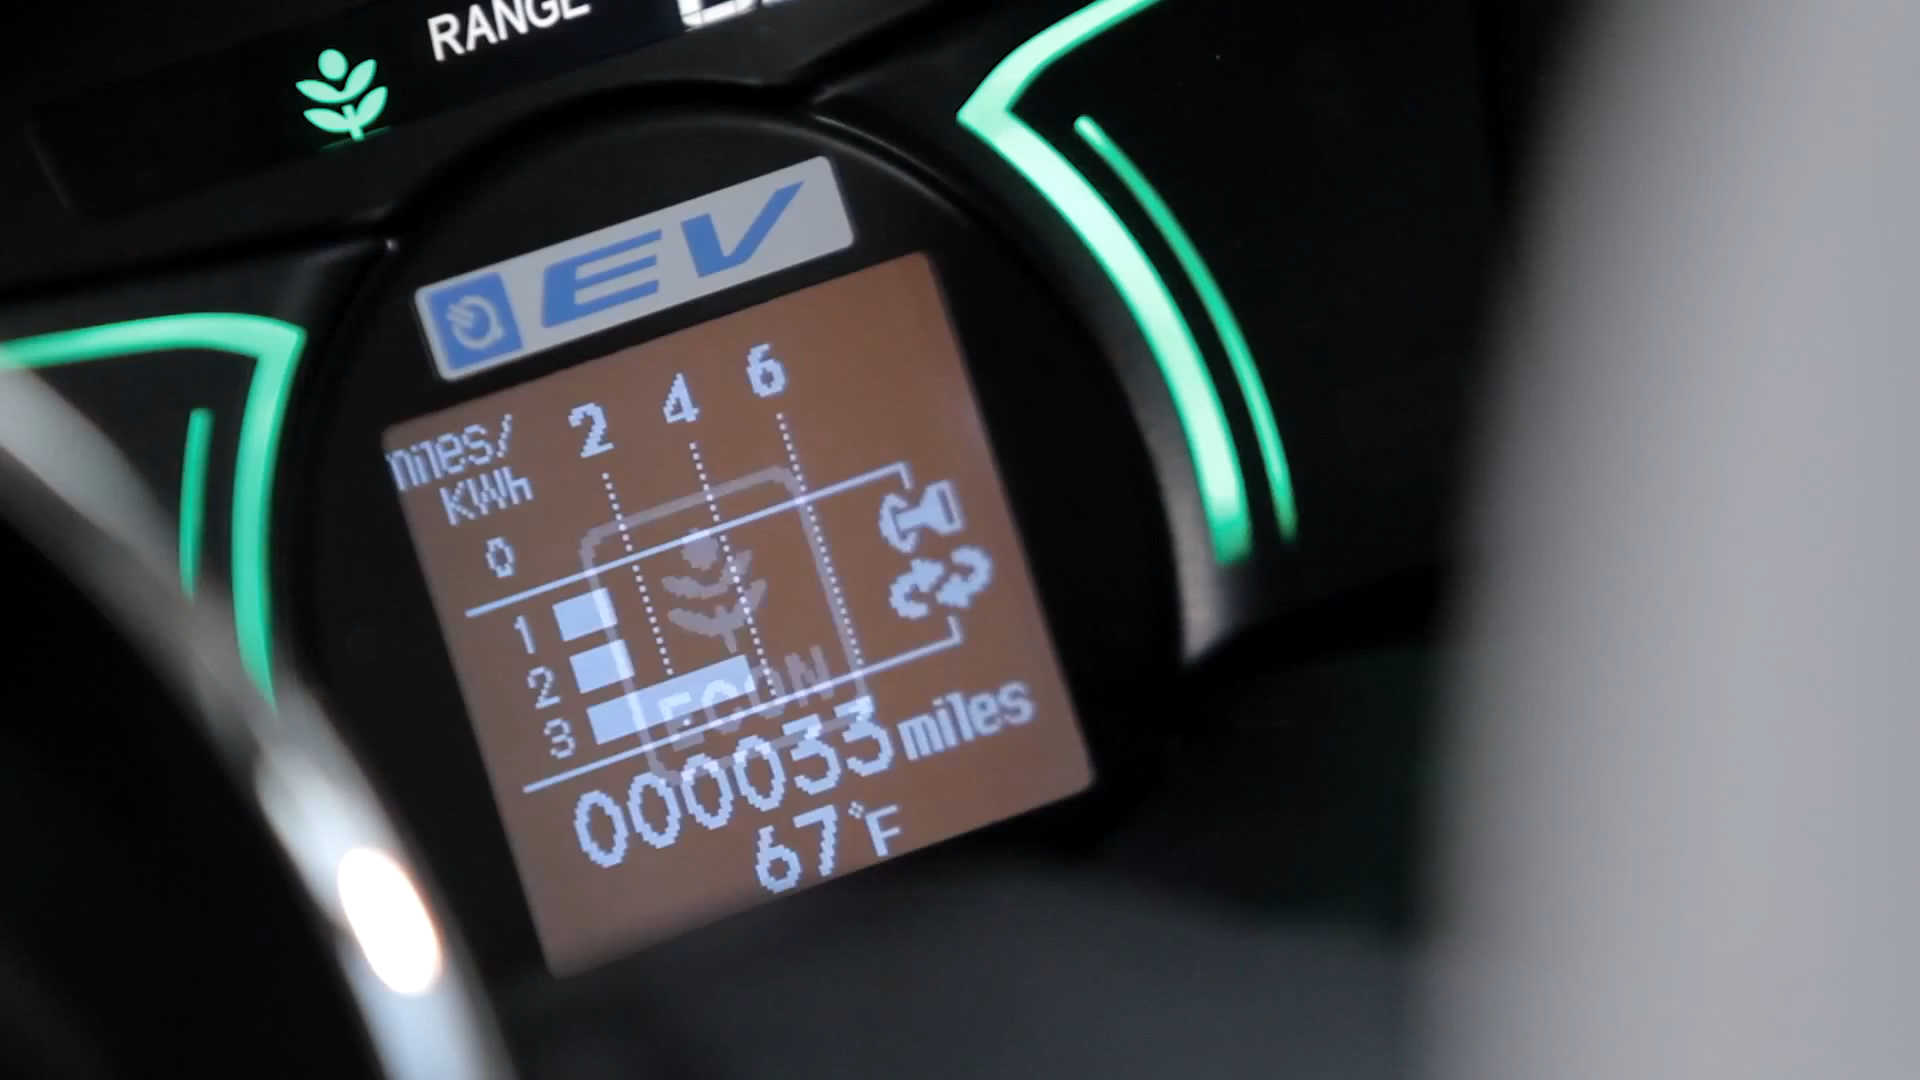 RANGE
EV
2 4 6
miles/
KWh
0
1
2
3
ECON
000033 miles
67°F